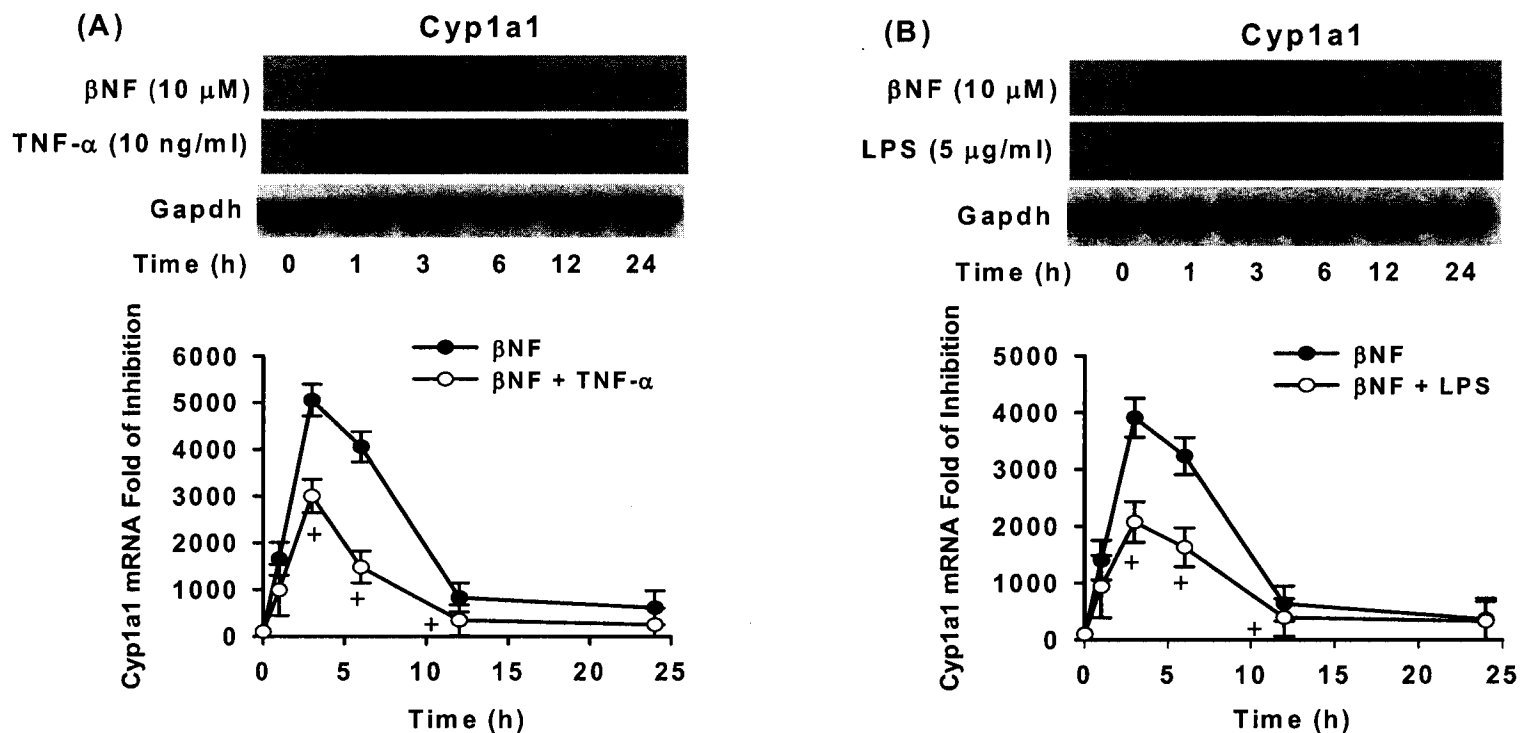 (A)
Cyp1a1
βNF (10 μM)
TNF-α (10 ng/ml)
Gapdh
Time (h) 0 1 3 6 12 24
Cyp1a1 mRNA Fold of Inhibition
βNF
βNF + TNF-α
6000
5000
4000
3000
2000
1000
0
+
+
+
0 5 10 15 20 25
Time (h)
(B)
Cyp1a1
βNF (10 μM)
LPS (5 μg/ml)
Gapdh
Time (h) 0 1 3 6 12 24
Cyp1a1 mRNA Fold of Inhibition
βNF
βNF + LPS
5000
4000
3000
2000
1000
0
+
+
+
0 5 10 15 20 25
Time (h)